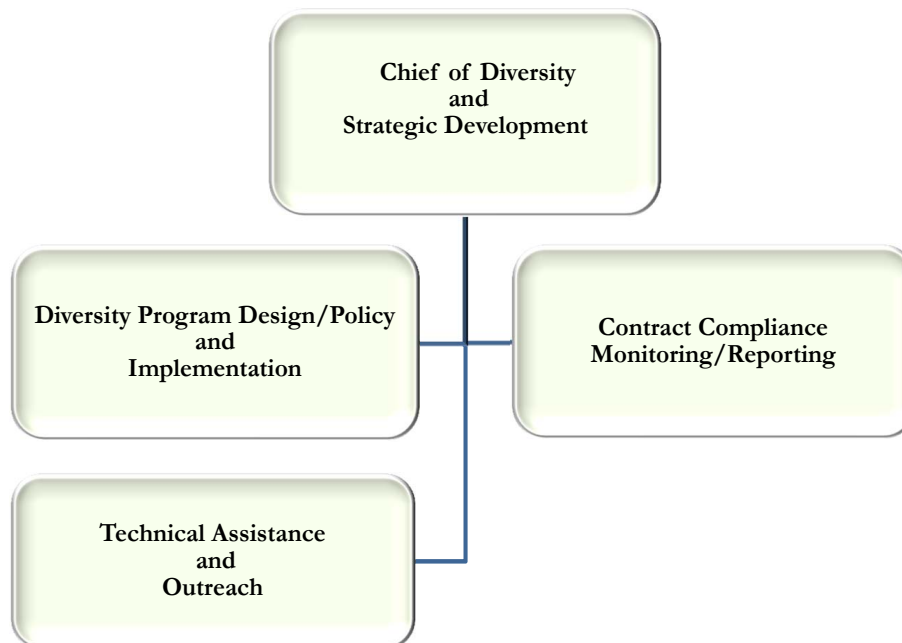 Chief of Diversity
and
Strategic Development
Diversity Program Design/Policy
and
Implementation
Contract Compliance
Monitoring/Reporting
Technical Assistance
and
Outreach